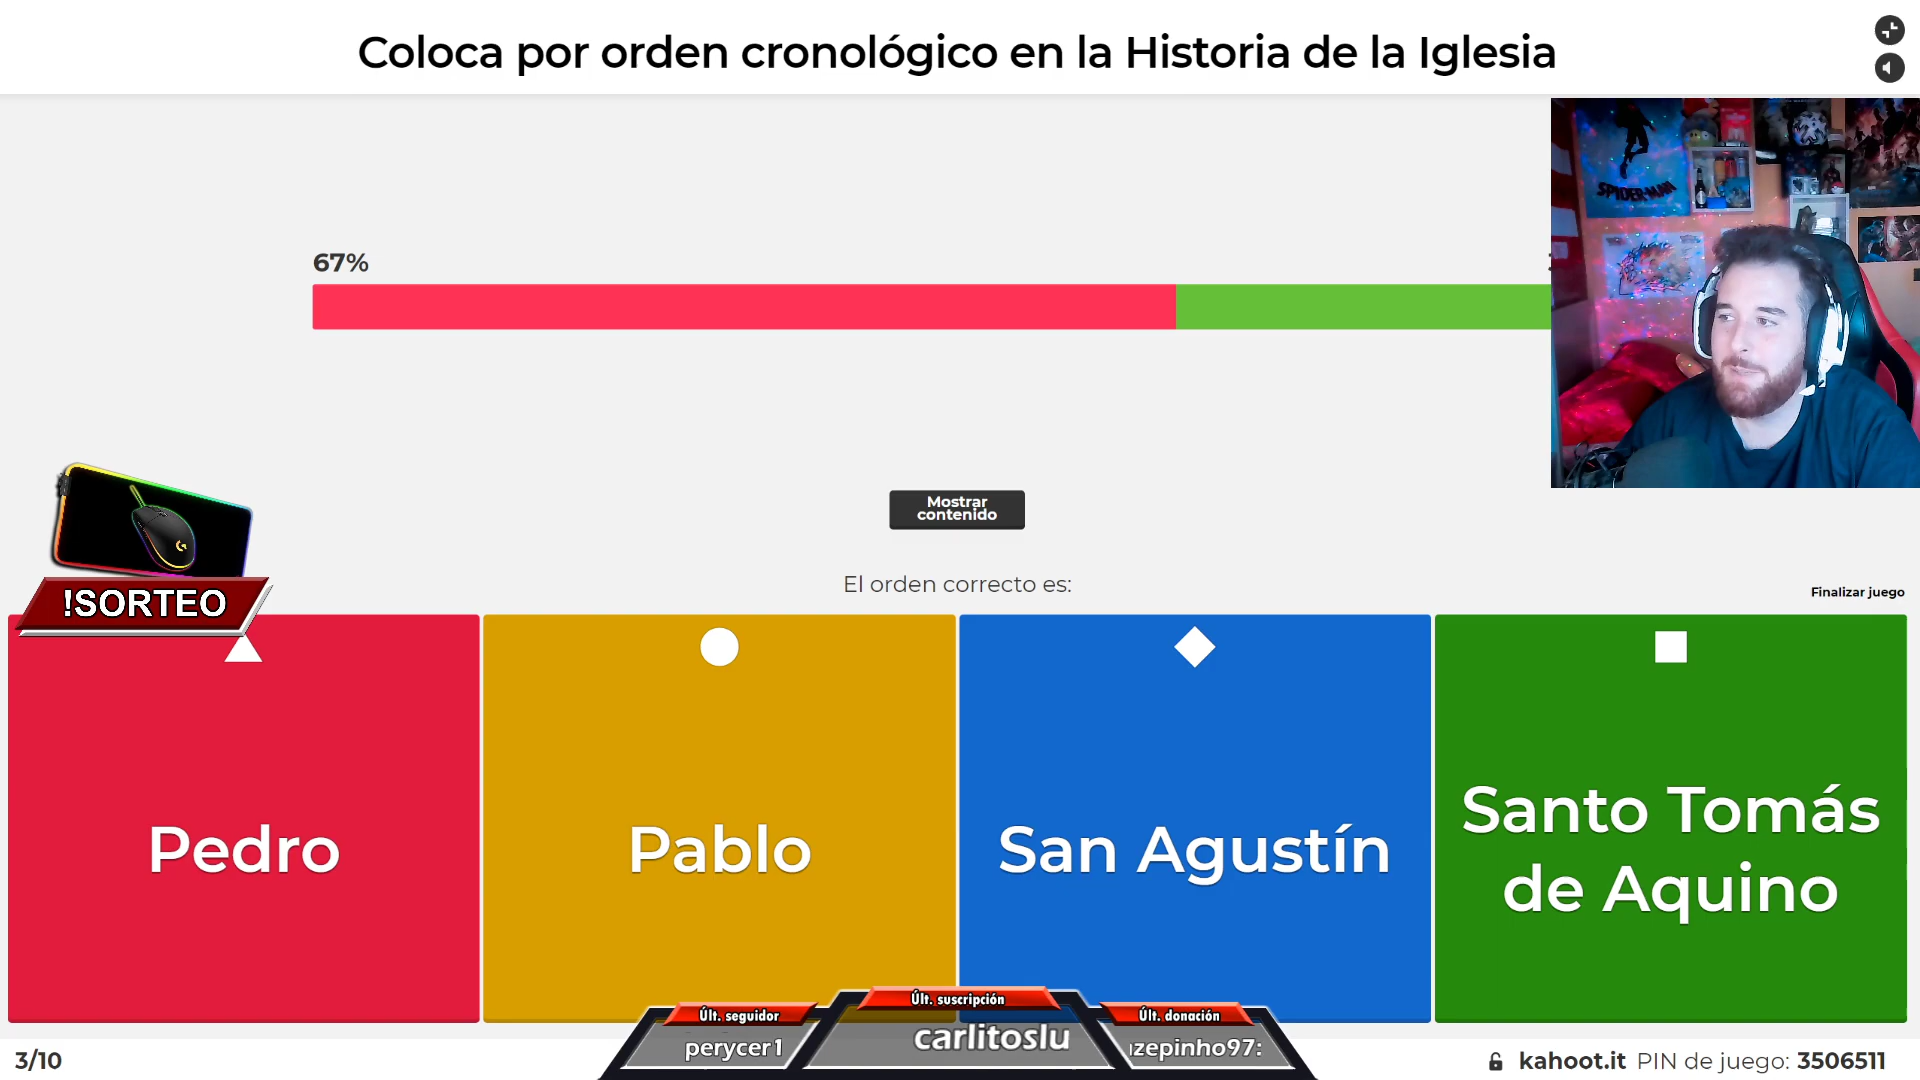 Coloca por orden cronológico en la Historia de la Iglesia
SPIDER-MAN
67%
Mostrar
contenido
El orden correcto es:
Finalizar juego
!SORTEO
Pedro
Pablo
San Agustín
Santo Tomás
de Aquino
Últ. seguidor
perycer1
Últ. suscripción
carlitoslu
Últ. donación
zepinho97:
3/10
kahoot.it PIN de juego: 3506511